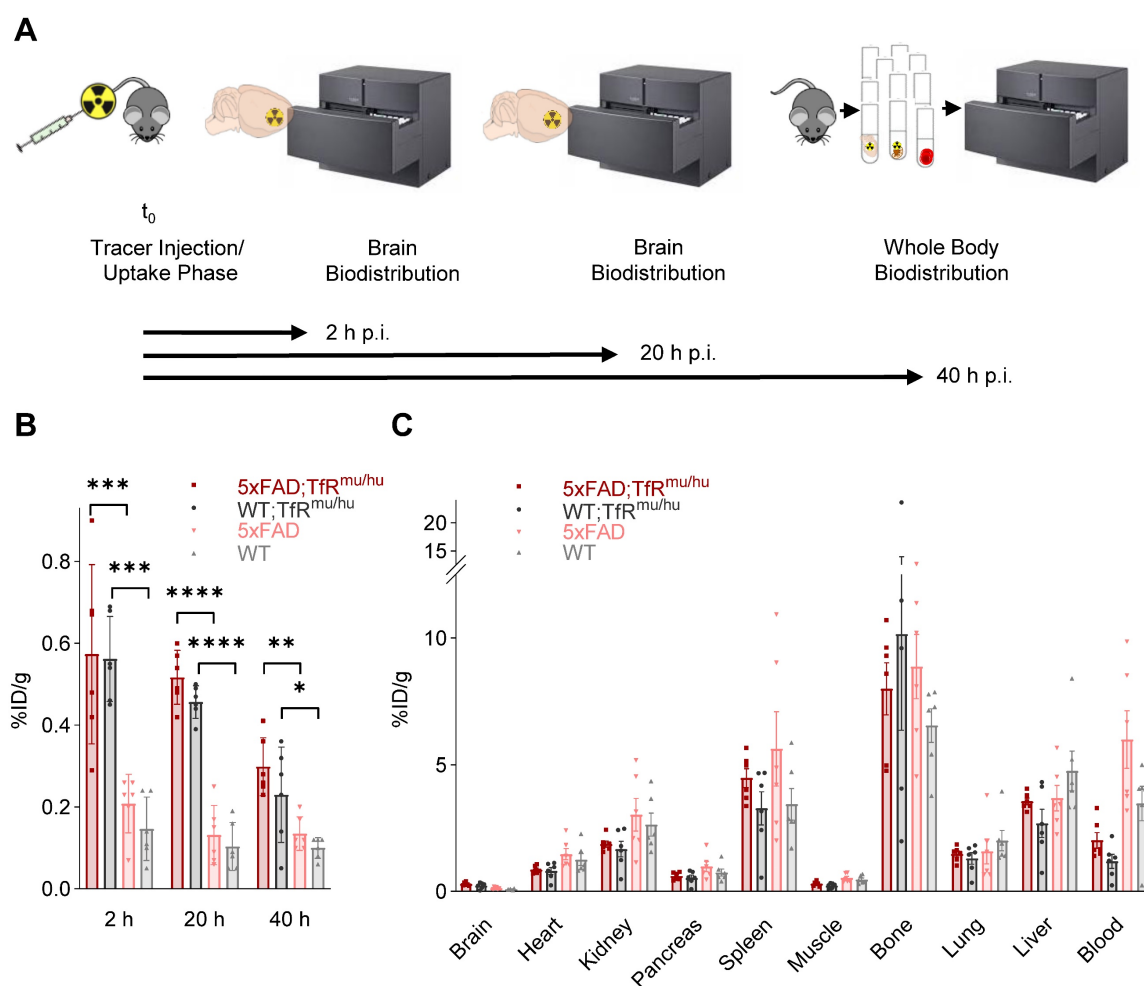 A
t0
Tracer Injection/
Uptake Phase
Brain
Biodistribution
Brain
Biodistribution
Whole Body
Biodistribution
2 h p.i.
20 h p.i.
40 h p.i.
B
5xFAD;TfRmu/hu
WT;TfRmu/hu
5xFAD
WT
***
***
****
****
**
*
%ID/g
0.8
0.6
0.4
0.2
0.0
2 h
20 h
40 h
C
5xFAD;TfRmu/hu
WT;TfRmu/hu
5xFAD
WT
%ID/g
20
15
10
5
0
Brain
Heart
Kidney
Pancreas
Spleen
Muscle
Bone
Lung
Liver
Blood